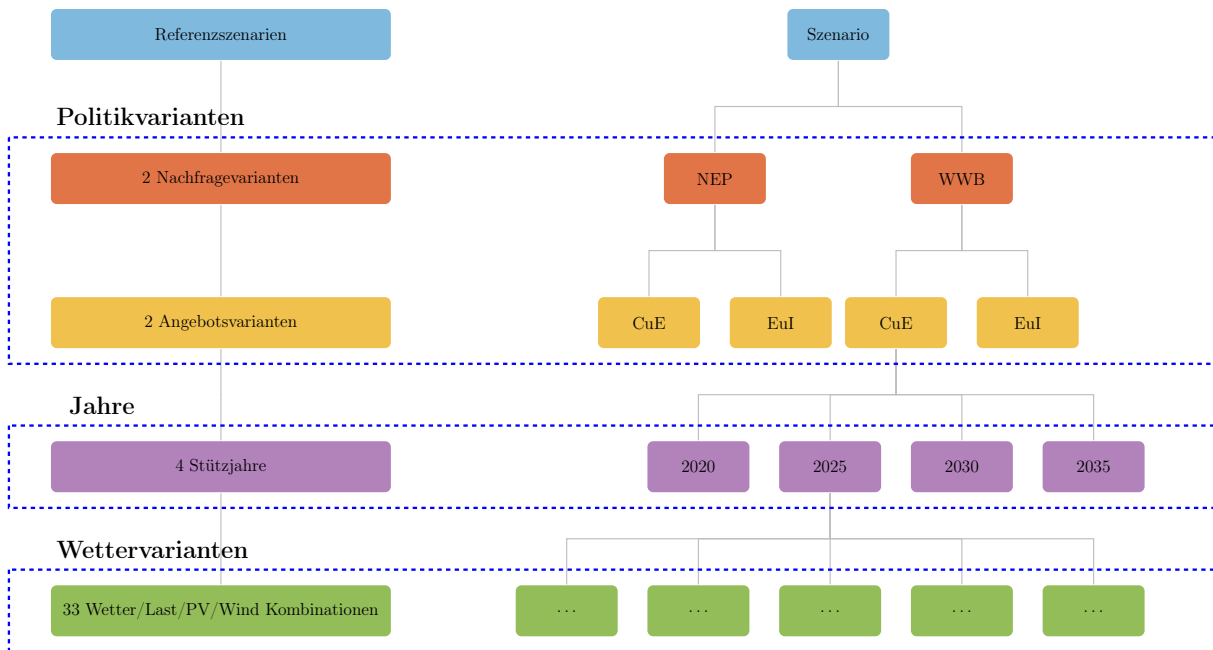 Referenzszenarien
Szenario
Politikvarianten
2 Nachfragevarianten
NEP
WWB
2 Angebotsvarianten
CuE
EuI
CuE
EuI
Jahre
4 Stützjahre
2020
2025
2030
2035
Wettervarianten
33 Wetter/Last/PV/Wind Kombinationen
...
...
...
...
...